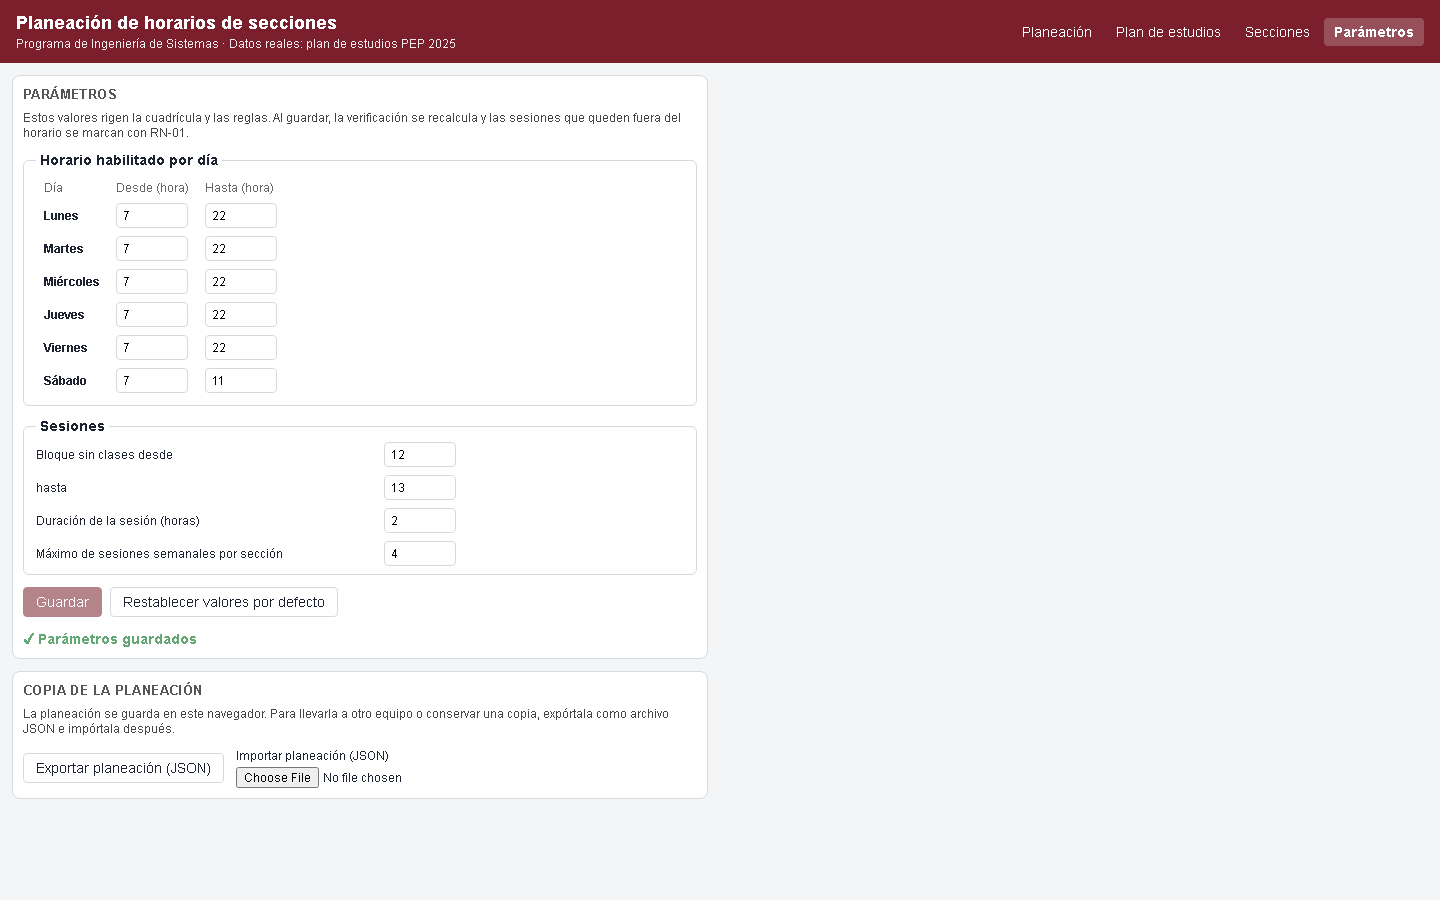 Planeación de horarios de secciones
Programa de Ingeniería de Sistemas · Datos reales: plan de estudios PEP 2025
Planeación
Plan de estudios
Secciones
Parámetros
PARÁMETROS
Estos valores rigen la cuadrícula y las reglas. Al guardar, la verificación se recalcula y las sesiones que queden fuera del
horario se marcan con RN-01.
Horario habilitado por día
Día Desde (hora) Hasta (hora)
Lunes 7 22
Martes 7 22
Miércoles 7 22
Jueves 7 22
Viernes 7 22
Sábado 7 11
Sesiones
Bloque sin clases desde 12
hasta 13
Duración de la sesión (horas) 2
Máximo de sesiones semanales por sección 4
Guardar
Restablecer valores por defecto
✓ Parámetros guardados
COPIA DE LA PLANEACIÓN
La planeación se guarda en este navegador. Para llevarla a otro equipo o conservar una copia, expórtala como archivo
JSON e impórtala después.
Exportar planeación (JSON)
Importar planeación (JSON)
Choose File No file chosen